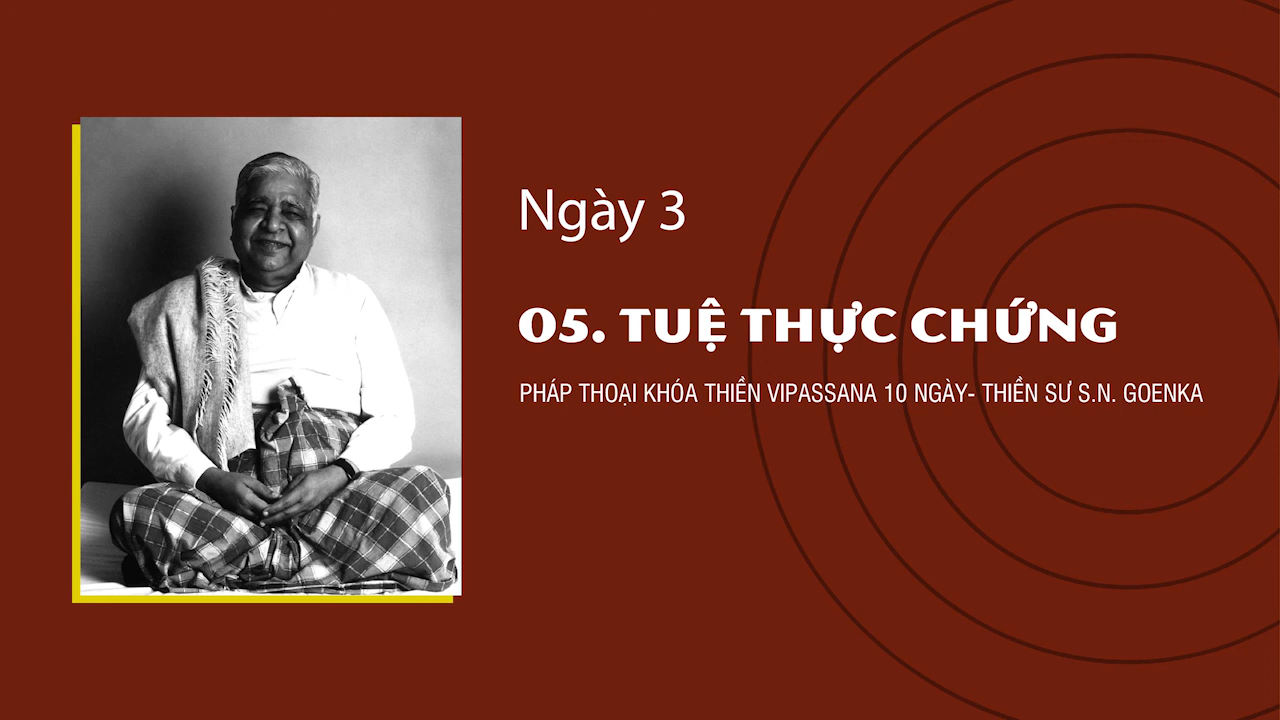 Ngày 3
05. TUỆ THỰC CHỨNG
PHÁP THOẠI KHÓA THIỀN VIPASSANA 10 NGÀY- THIỀN SƯ S.N. GOENKA